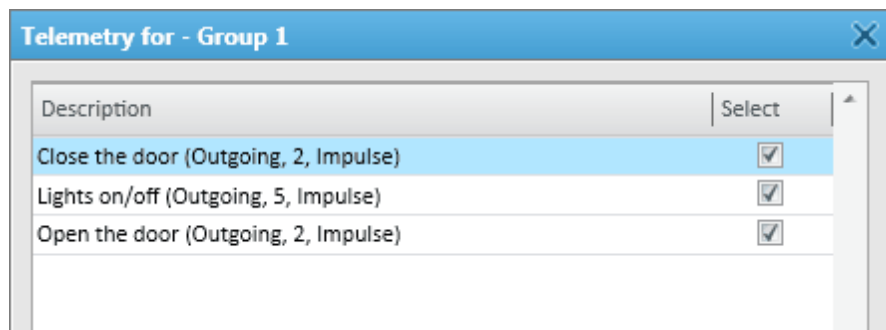 Telemetry for - Group 1
Description Select
Close the door (Outgoing, 2, Impulse)
Lights on/off (Outgoing, 5, Impulse)
Open the door (Outgoing, 2, Impulse)